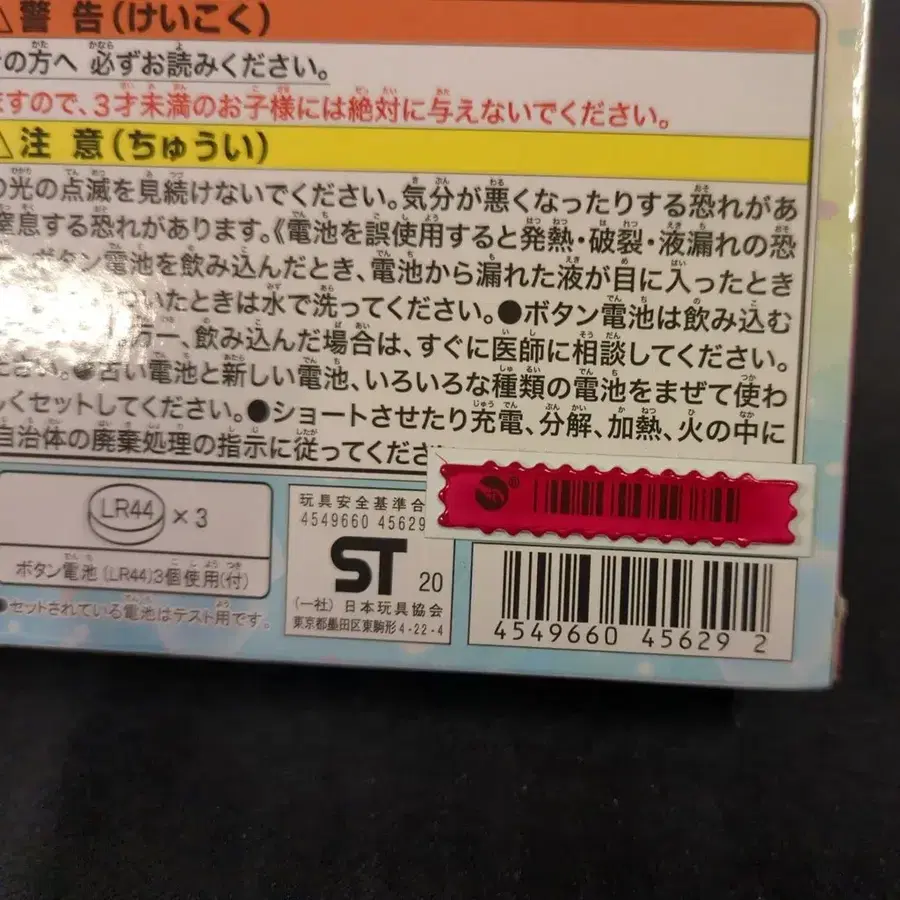 警 告(けいこく)
の方へ 必ずお読みください。
ますので、3才未満のお子様には絶対に与えないでください。
注 意(ちゅうい)
の光の点滅を見続けないでください。気分が悪くなったりする恐れがあ
窒息する恐れがあります。《電池を誤使用すると発熱・破裂・液漏れの恐
ボタン電池を飲み込んだとき、電池から漏れた液が目に入ったとき
いたときは水で洗ってください。●ボタン電池は飲み込む
万一、飲み込んだ場合は、すぐに医師に相談してください。
ださい。●古い電池と新しい電池、いろいろな種類の電池をまぜて使わ
しくセットしてください。●ショートさせたり充電、分解、加熱、火の中に
自治体の廃棄処理の指示に従ってくださ
LR44 ×3
ボタン電池(LR44)3個使用(付)
●セットされている電池はテスト用です。
玩具安全基準合
4549660 45629
ST 20
(一社) 日本玩具協会
東京都墨田区東駒形4-22-4
®
4549660 45629 2